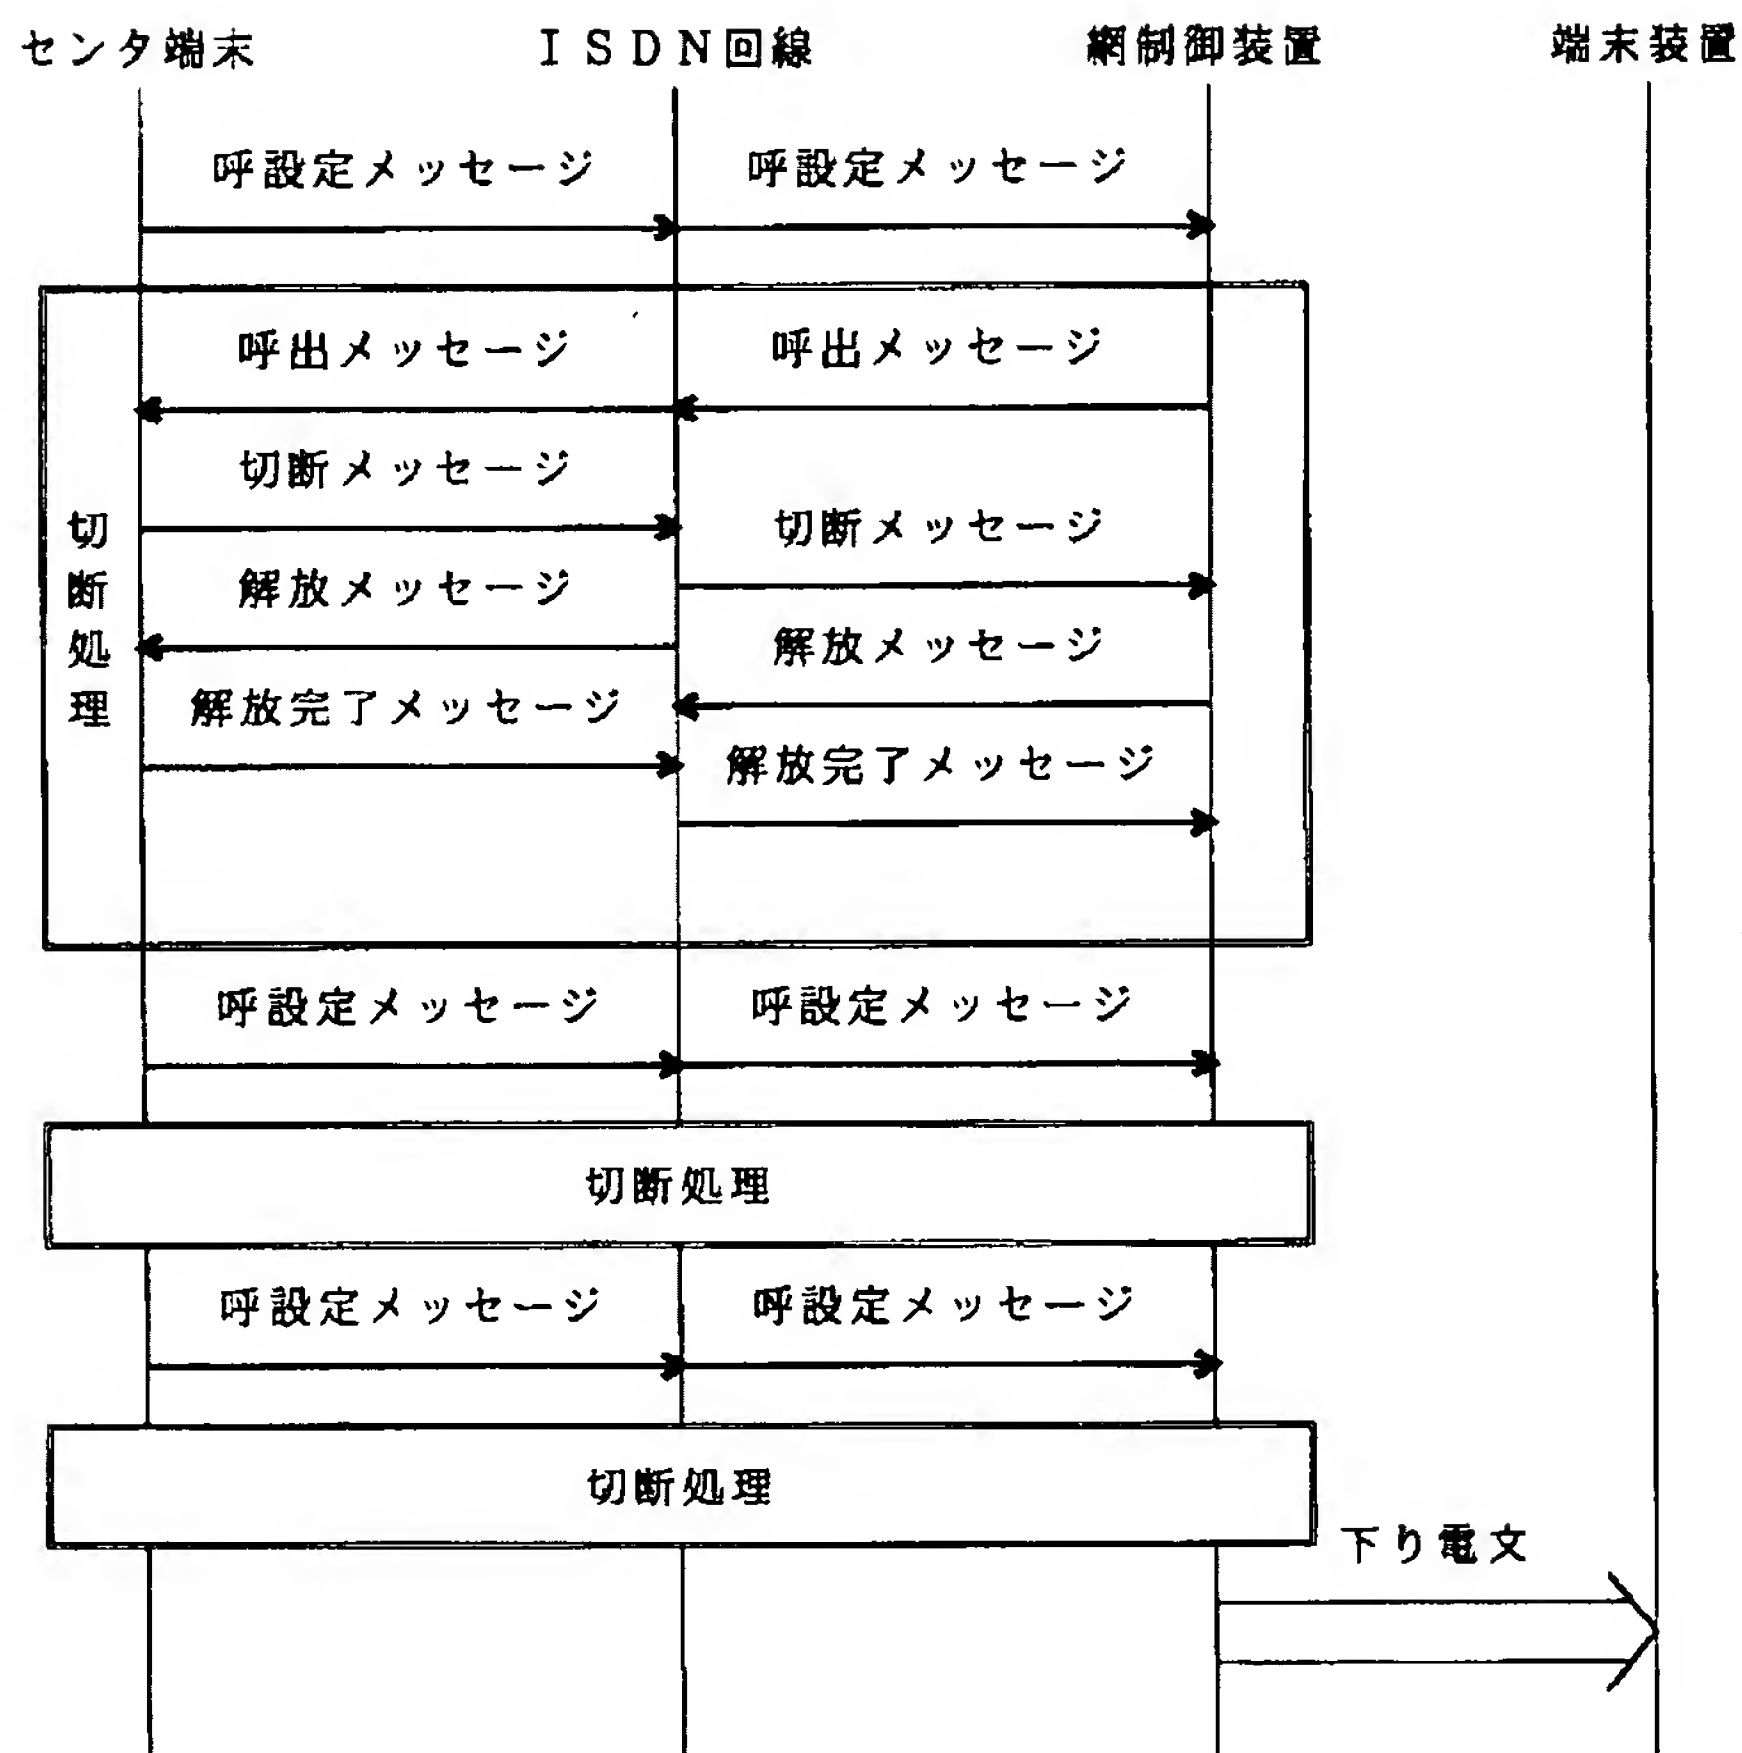 センタ端末 ＩＳＤＮ回線 網制御装置 端末装置
呼設定メッセージ 呼設定メッセージ
呼出メッセージ 呼出メッセージ
切断メッセージ
切断メッセージ
解放メッセージ
解放メッセージ
解放完了メッセージ
解放完了メッセージ
切断処理
呼設定メッセージ 呼設定メッセージ
切断処理
呼設定メッセージ 呼設定メッセージ
切断処理
下り電文